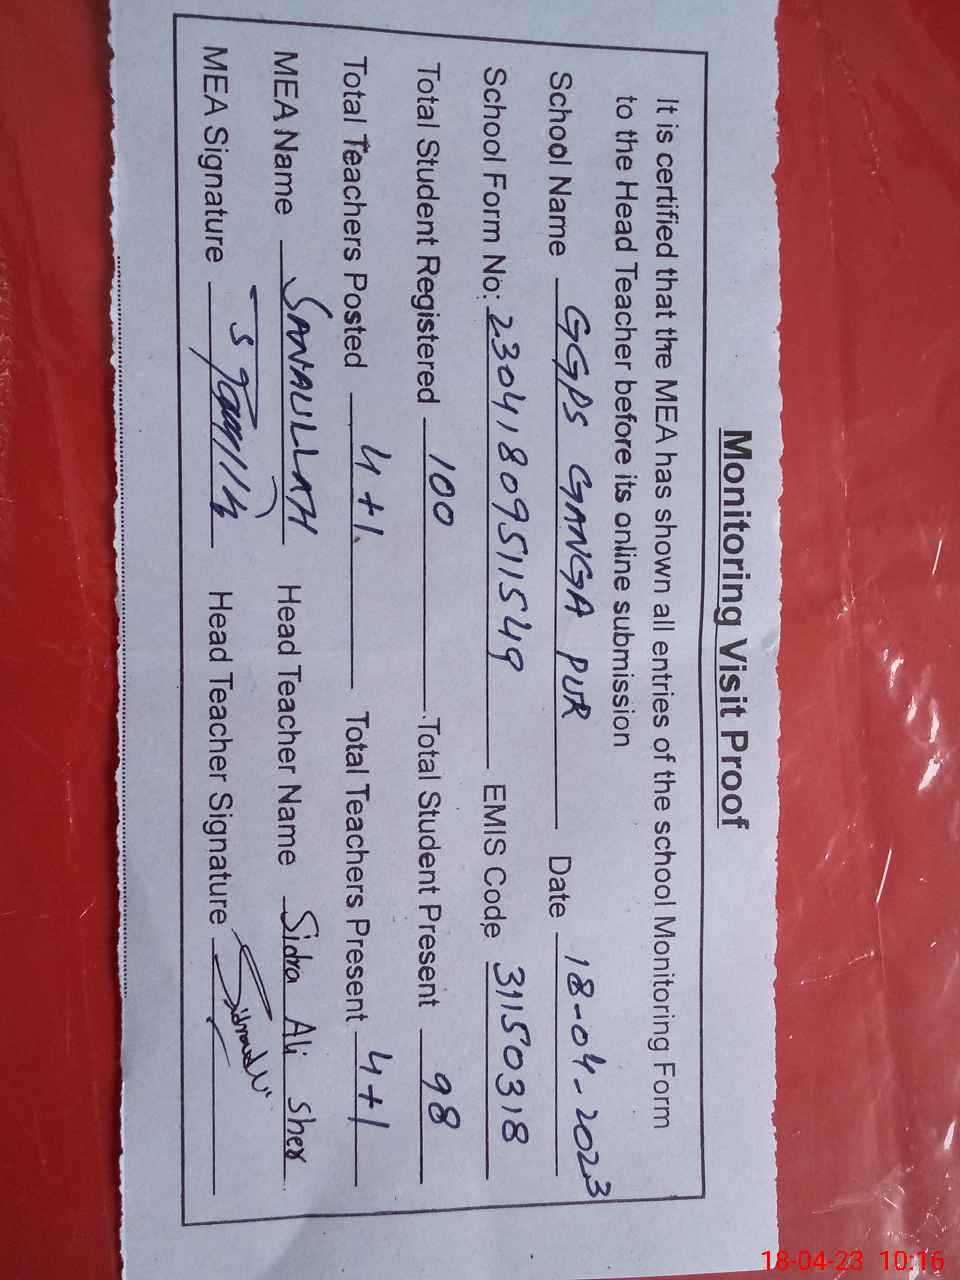 Monitoring Visit Proof
It is certified that the MEA has shown all entries of the school Monitoring Form
to the Head Teacher before its online submission
School Name GGPS GANGA PUR Date 18-04-2023
School Form No: 2304180951549 EMIS Code 31150318
Total Student Registered 100 Total Student Present 98
Total Teachers Posted 4+1 Total Teachers Present 4+1
MEA Name SANAULLAH Head Teacher Name Sidra Ali Sher
MEA Signature Head Teacher Signature
18-04-23 10:16